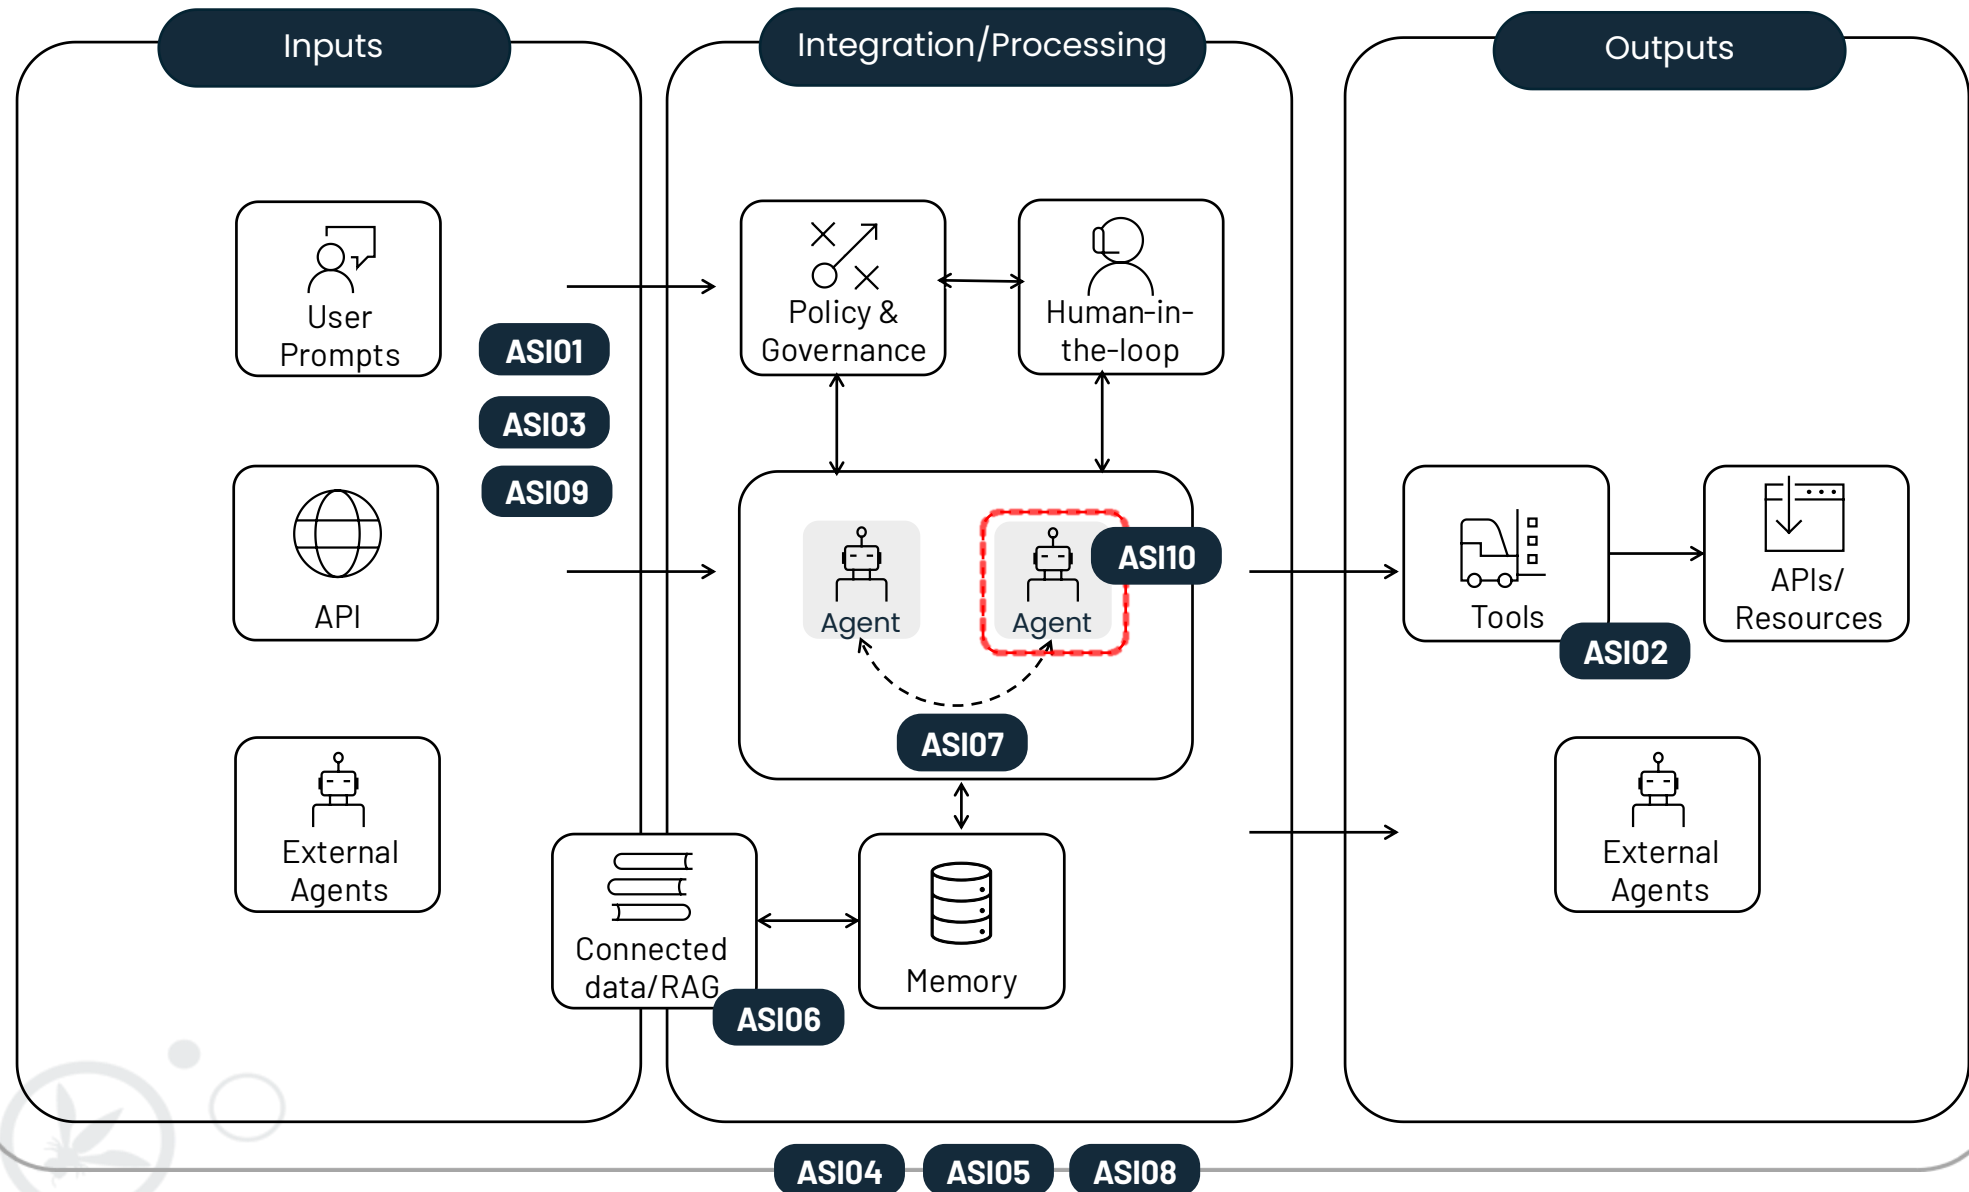 Inputs
Integration/Processing
Outputs
User
Prompts
ASI01
ASI03
ASI09
API
External
Agents
Policy &
Governance
Human-in-
the-loop
Agent
Agent
ASI10
ASI07
Connected
data/RAG
ASI06
Memory
Tools
ASI02
APIs/
Resources
External
Agents
ASI04
ASI05
ASI08